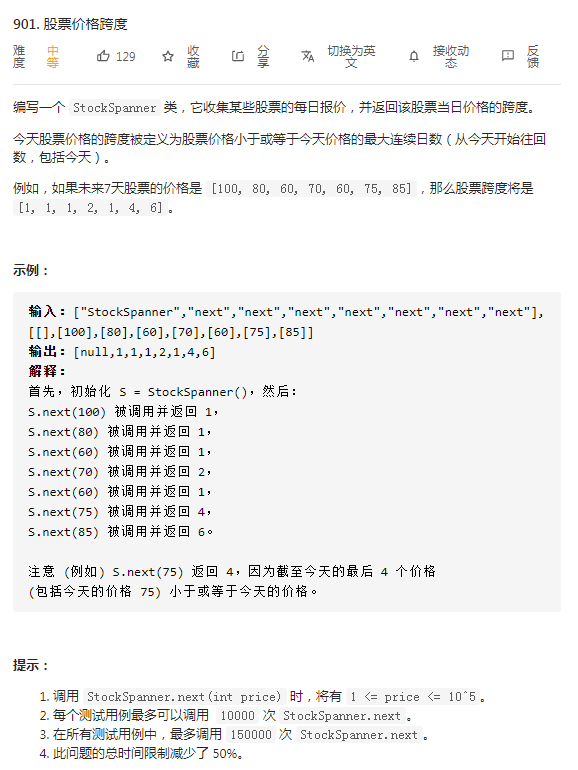 901. 股票价格跨度
难度 中等 129 收藏 分享 切换为英文 接收动态 反馈
编写一个 StockSpanner 类，它收集某些股票的每日报价，并返回该股票当日价格的跨度。
今天股票价格的跨度被定义为股票价格小于或等于今天价格的最大连续日数（从今天开始往回
数，包括今天）。
例如，如果未来7天股票的价格是 [100, 80, 60, 70, 60, 75, 85]，那么股票跨度将是
[1, 1, 1, 2, 1, 4, 6]。
示例：
输入：["StockSpanner","next","next","next","next","next","next","next"],
[[],[100],[80],[60],[70],[60],[75],[85]]
输出：[null,1,1,1,2,1,4,6]
解释：
首先，初始化 S = StockSpanner()，然后：
S.next(100) 被调用并返回 1，
S.next(80) 被调用并返回 1，
S.next(60) 被调用并返回 1，
S.next(70) 被调用并返回 2，
S.next(60) 被调用并返回 1，
S.next(75) 被调用并返回 4，
S.next(85) 被调用并返回 6。
注意 (例如) S.next(75) 返回 4，因为截至今天的最后 4 个价格
(包括今天的价格 75) 小于或等于今天的价格。
提示：
1. 调用 StockSpanner.next(int price) 时，将有 1 <= price <= 10^5。
2. 每个测试用例最多可以调用 10000 次 StockSpanner.next。
3. 在所有测试用例中，最多调用 150000 次 StockSpanner.next。
4. 此问题的总时间限制减少了 50%。